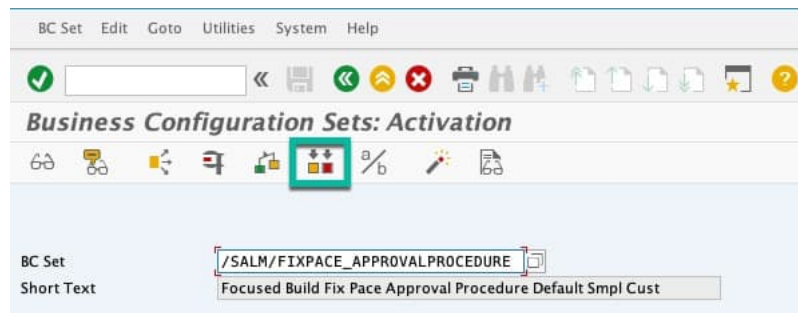 BC Set Edit Goto Utilities System Help
«
Business Configuration Sets: Activation
a/b
BC Set /SALM/FIXPACE_APPROVALPROCEDURE
Short Text Focused Build Fix Pace Approval Procedure Default Smpl Cust